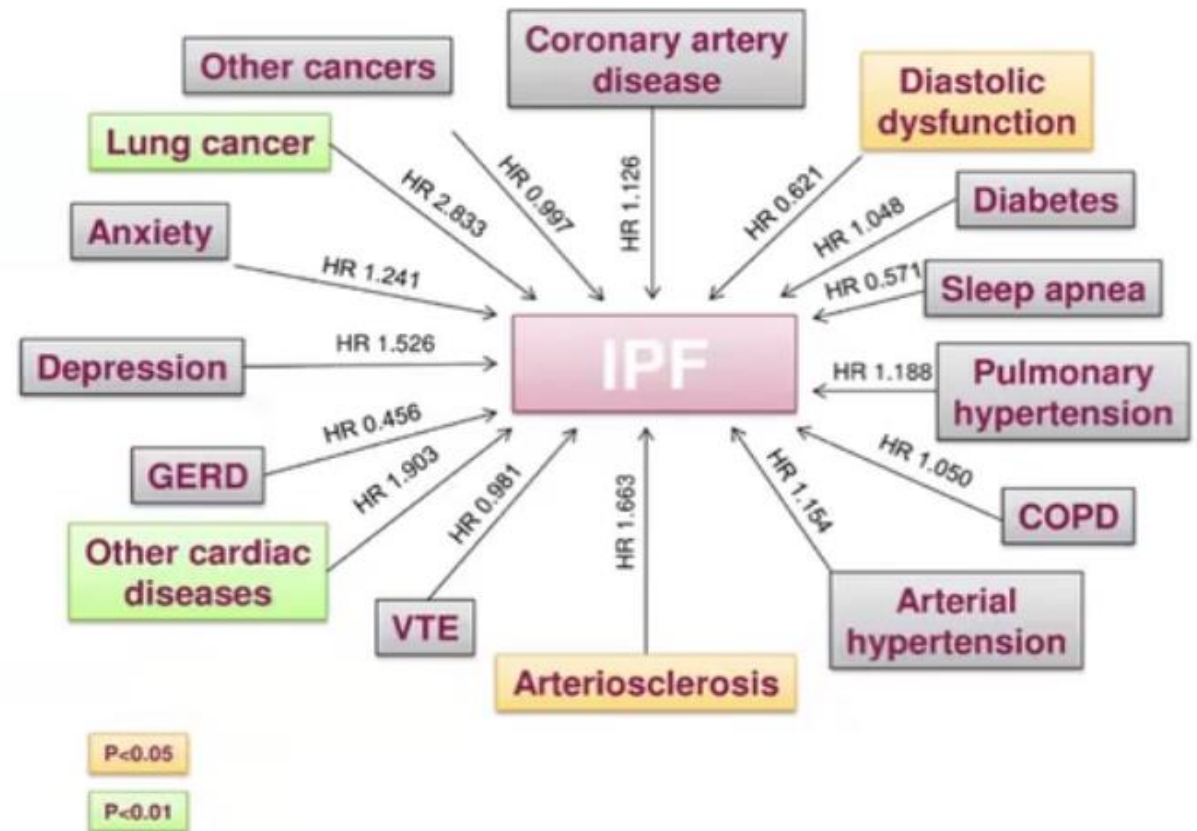 Other cancers
Coronary artery
disease
Diastolic
dysfunction
Lung cancer
HR 2.833
HR 0.997
HR 1.126
HR 0.621
HR 1.048
Diabetes
Anxiety
HR 1.241
HR 0.571
Sleep apnea
Depression
HR 1.526
IPF
HR 1.188
Pulmonary
hypertension
GERD
HR 0.456
HR 1.903
HR 0.981
HR 1.663
HR 1.154
HR 1.050
COPD
Other cardiac
diseases
VTE
Arteriosclerosis
Arterial
hypertension
P<0.05
P<0.01